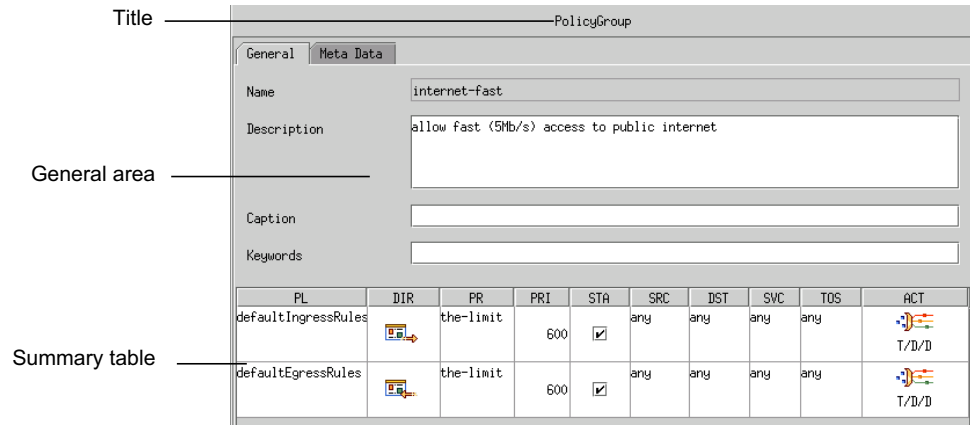 Title
PolicyGroup
General Meta Data
Name internet-fast
Description allow fast (5Mb/s) access to public internet
General area
Caption
Keywords
PL DIR PR PRI STA SRC DST SVC TOS ACT
defaultIngressRules the-limit 600 any any any any T/D/D
Summary table
defaultEgressRules the-limit 600 any any any any T/D/D